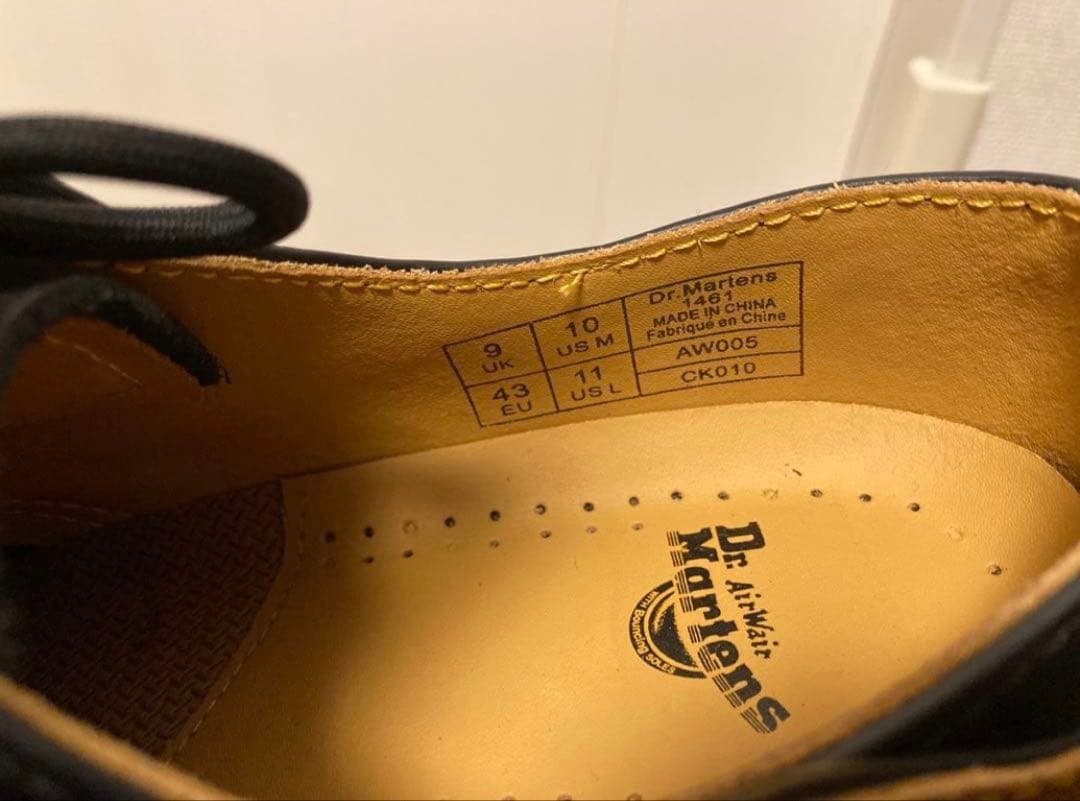 9
UK
10
US M
43
EU
11
US L
Dr.Martens
1461
MADE IN CHINA
Fabriqué en Chine
AW005
CK010
Dr.
Martens
AirWair
WITH Bouncing SOLES